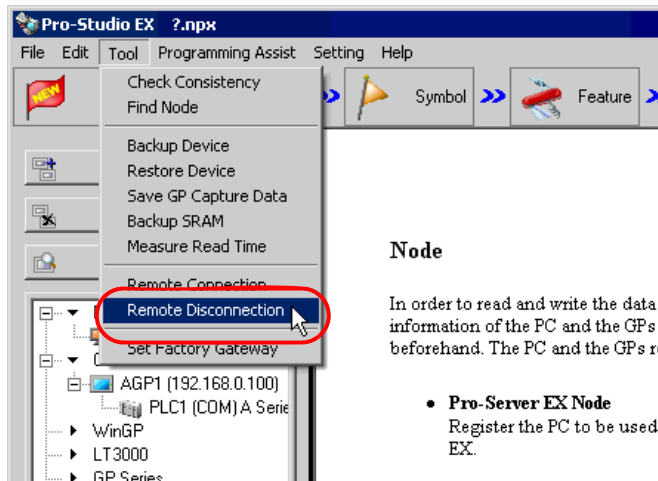 Pro-Studio EX ?.npx
File Edit Tool Programming Assist Setting Help
NEW
Symbol Feature
Check Consistency
Find Node
Backup Device
Restore Device
Save GP Capture Data
Backup SRAM
Measure Read Time
Remote Connection
Remote Disconnection
Set Factory Gateway
AGP1 (192.168.0.100)
PLC1 (COM) A Serie
WinGP
LT3000
GP Series
Node
In order to read and write the data
information of the PC and the GPs
beforehand. The PC and the GPs r
• Pro-Server EX Node
Register the PC to be used
EX.